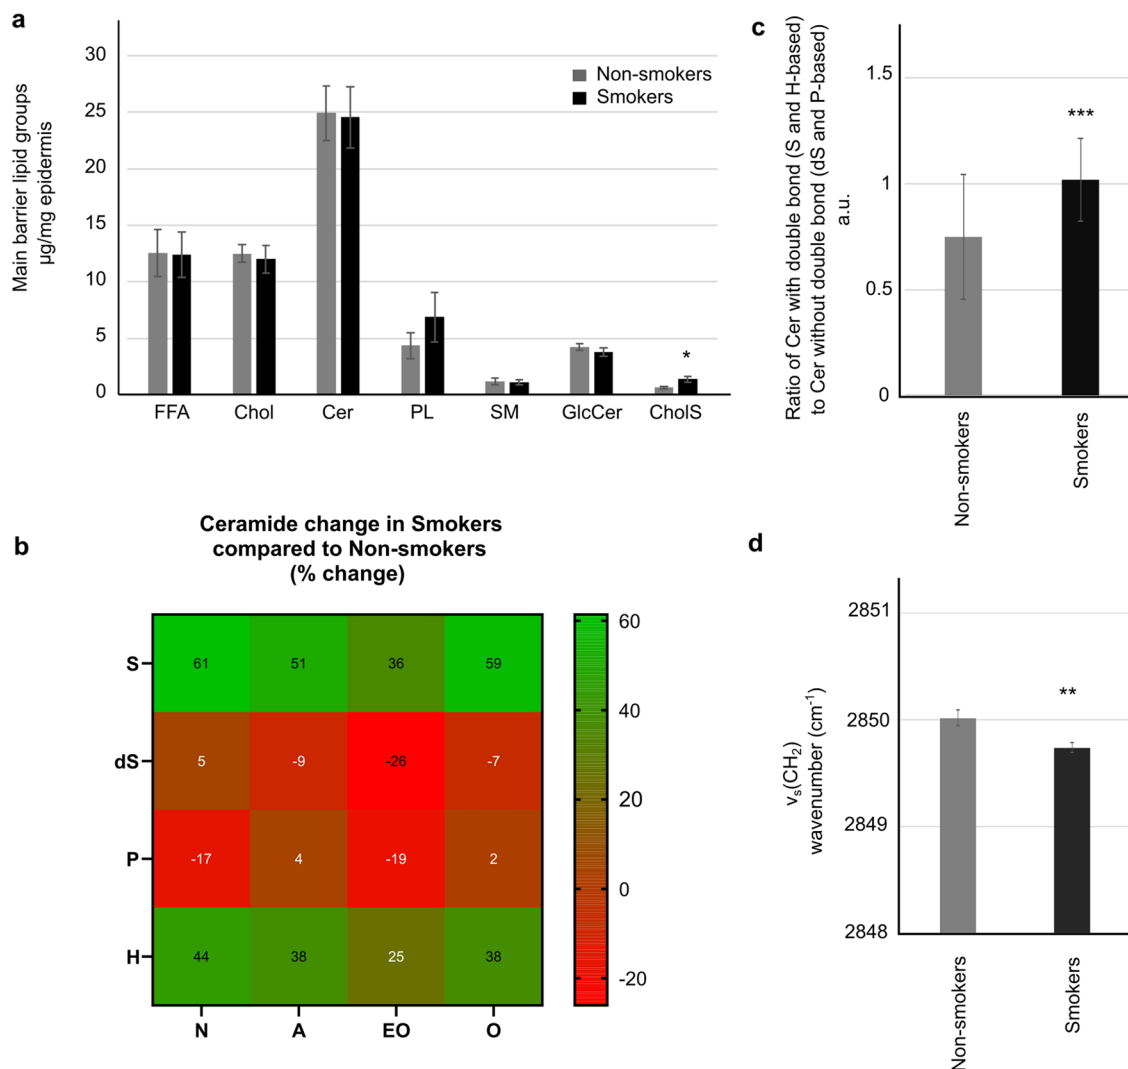 a
Main barrier lipid groups
µg/mg epidermis
30
25
20
15
10
5
0
Non-smokers
Smokers
*
FFA Chol Cer PL SM GlcCer CholS
b
Ceramide change in Smokers
compared to Non-smokers
(% change)
S 61 51 36 59
dS 5 -9 -26 -7
P -17 4 -19 2
H 44 38 25 38
N A EO O
60
40
20
0
-20
c
Ratio of Cer with double bond (S and H-based)
to Cer without double bond (dS and P-based)
a.u.
1.5
1
0.5
0
***
Non-smokers
Smokers
d
νs(CH2)
wavenumber (cm-1)
2851
2850
2849
2848
**
Non-smokers
Smokers